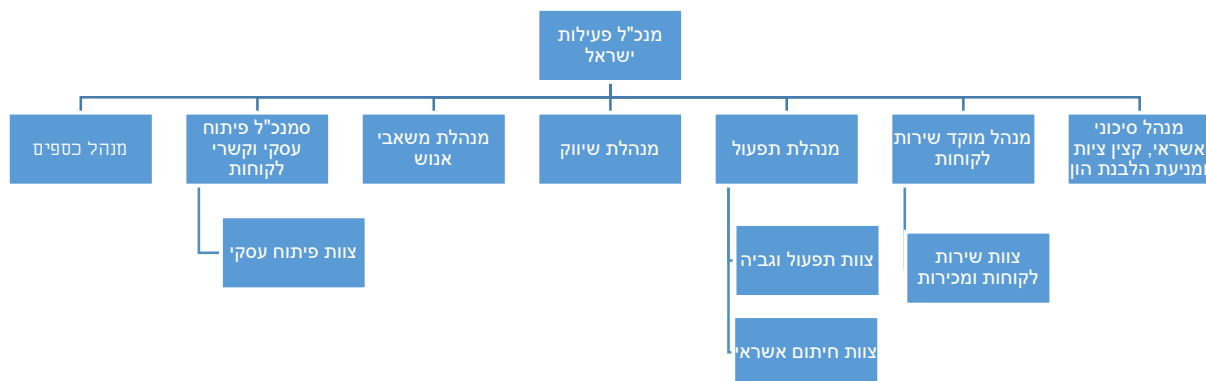 מנכ"ל פעילות
ישראל
מנהל סיכוני
אשראי, קצין ציות
ומניעת הלבנת הון
מנהל מוקד שירות
לקוחות
מנהלת תפעול
מנהלת שיווק
מנהלת משאבי
אנוש
סמנכ"ל פיתוח
עסקי וקשרי
לקוחות
מנהל כספים
צוות שירות
לקוחות ומכירות
צוות תפעול וגביה
צוות חיתום אשראי
צוות פיתוח עסקי